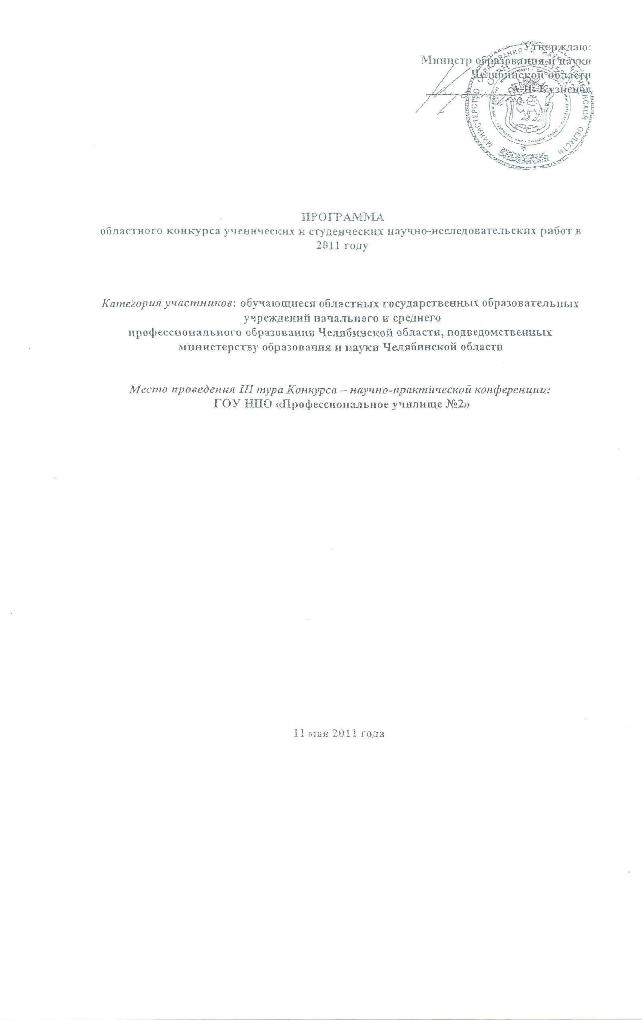 Утверждаю:
Министр образования и науки
Челябинской области
А.И. Кузнецов
ПРОГРАММА
областного конкурса ученических и студенческих научно-исследовательских работ в
2011 году
Категория участников: обучающиеся областных государственных образовательных
учреждений начального и среднего
профессионального образования Челябинской области, подведомственных
министерству образования и науки Челябинской области
Место проведения III тура Конкурса – научно-практической конференции:
ГОУ НПО «Профессиональное училище №2»
11 мая 2011 года